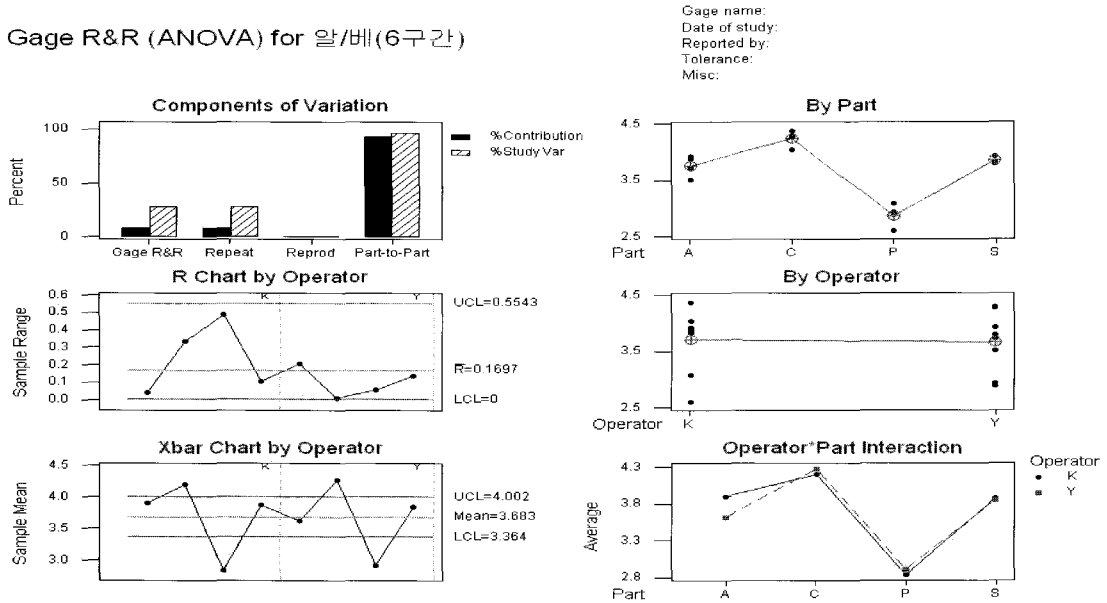 Gage R&R (ANOVA) for 알/베(6구간)
Gage name:
Date of study:
Reported by:
Tolerance:
Misc:
Components of Variation
Percent
100
50
0
Gage R&R Repeat Reprod Part-to-Part
%Contribution
%Study Var
By Part
4.5
3.5
2.5
Part A C P S
R Chart by Operator
Sample Range
0.6
0.5
0.4
0.3
0.2
0.1
0.0
K Y
UCL=0.5543
R=0.1697
LCL=0
By Operator
4.5
3.5
2.5
Operator K Y
Xbar Chart by Operator
Sample Mean
4.5
4.0
3.5
3.0
K Y
UCL=4.002
Mean=3.683
LCL=3.364
Operator*Part Interaction
Average
4.3
3.8
3.3
2.8
Part A C P S
Operator
K
Y